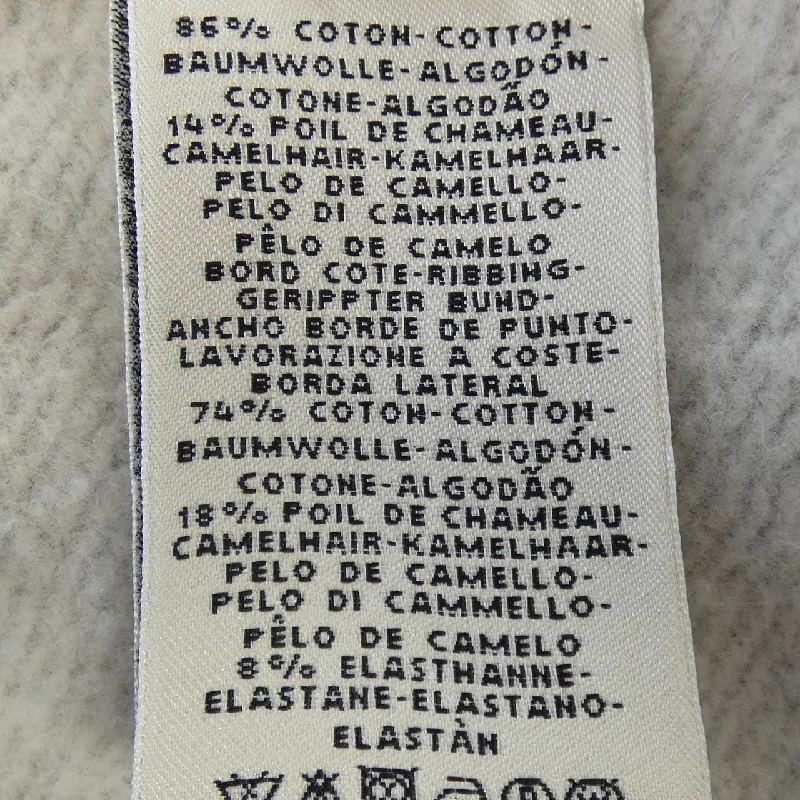 86% COTON-COTTON-
BAUMWOLLE-ALGODÓN-
COTONE-ALGODÃO
14% POIL DE CHAMEAU-
CAMELHAIR-KAMELHAAR-
PELO DE CAMELLO-
PELO DI CAMMELLO-
PÊLO DE CAMELO
BORD COTE-RIBBING-
GERIPPTER BUND-
ANCHO BORDE DE PUNTO-
LAVORAZIONE A COSTE-
BORDA LATERAL
74% COTON-COTTON-
BAUMWOLLE-ALGODÓN-
COTONE-ALGODÃO
18% POIL DE CHAMEAU-
CAMELHAIR-KAMELHAAR-
PELO DE CAMELLO-
PELO DI CAMMELLO-
PÊLO DE CAMELO
8% ELASTHANNE-
ELASTANE-ELASTANO-
ELASTÀN